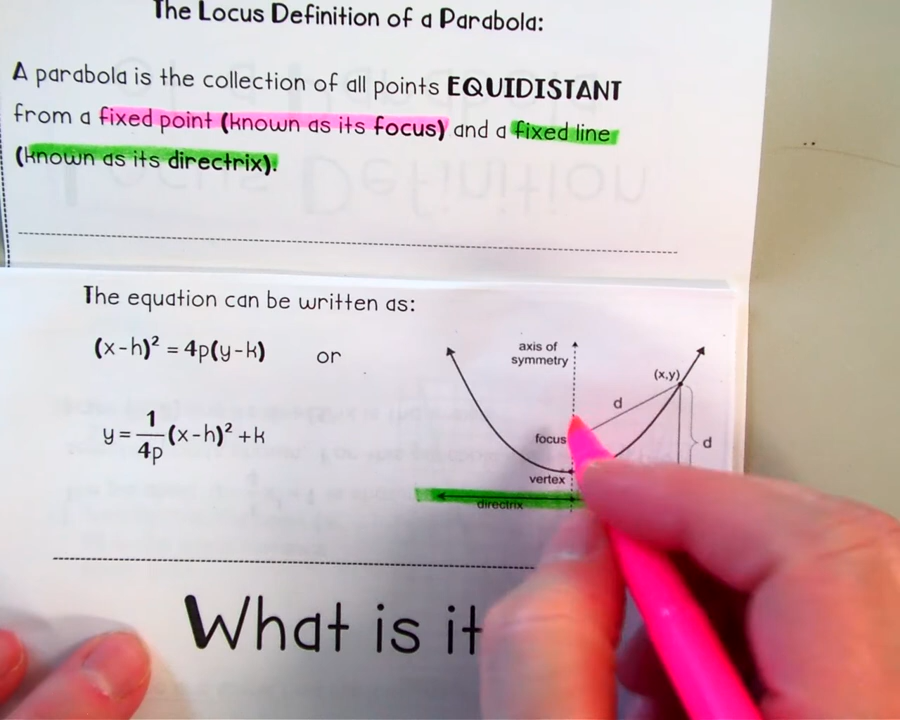 The Locus Definition of a Parabola:
A parabola is the collection of all points EQUIDISTANT
from a fixed point (known as its focus) and a fixed line
(known as its directrix).
The equation can be written as:
(x-h)² = 4p(y-k) or
y = 1/4p (x-h)² + k
axis of
symmetry
(x,y)
d
focus
d
vertex
directrix
What is it